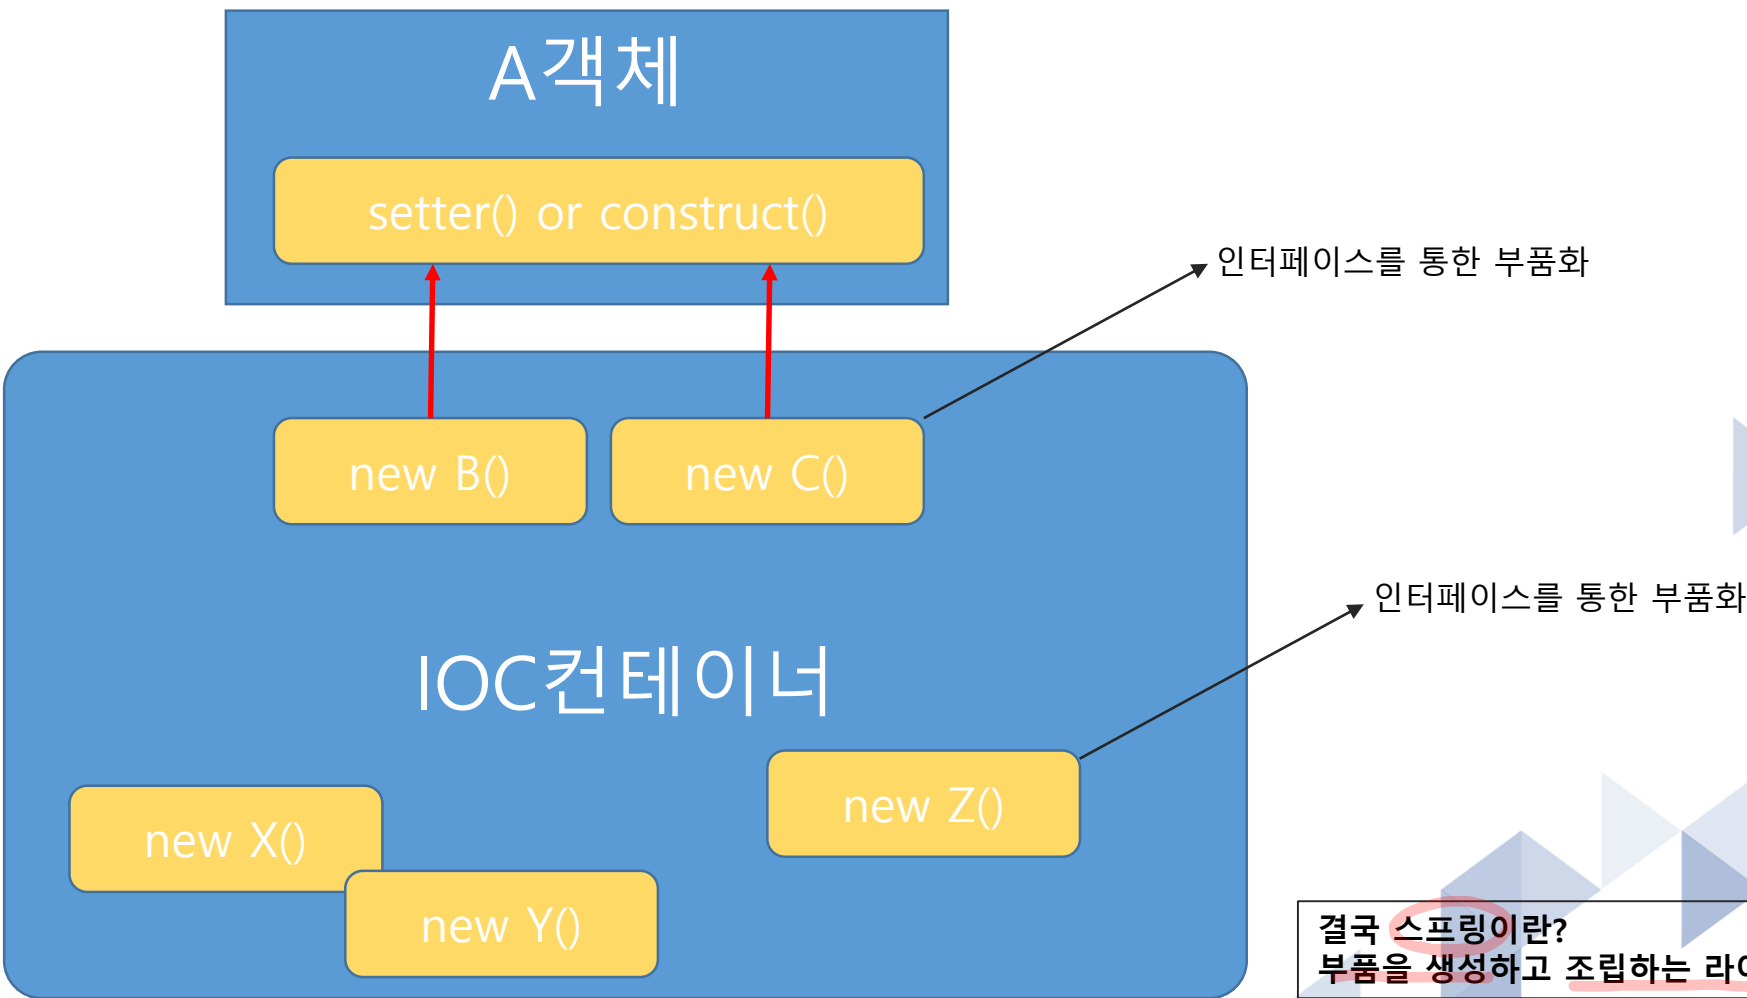 A객체
setter() or construct()
인터페이스를 통한 부품화
new B()
new C()
인터페이스를 통한 부품화
IOC컨테이너
new Z()
new X()
new Y()
결국 스프링이란?
부품을 생성하고 조립하는